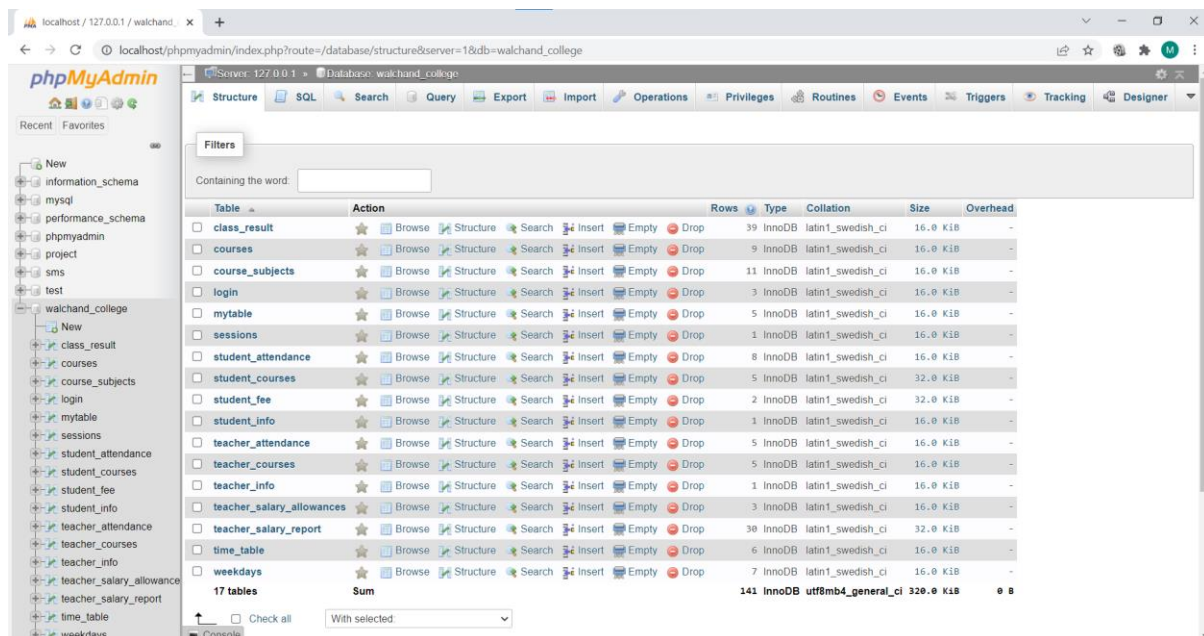 localhost / 127.0.0.1 / walchand_
localhost/phpmyadmin/index.php?route=/database/structure&server=1&db=walchand_college
M
phpMyAdmin
Recent Favorites
New
information_schema
mysql
performance_schema
phpmyadmin
project
sms
test
walchand_college
New
class_result
courses
course_subjects
login
mytable
sessions
student_attendance
student_courses
student_fee
student_info
teacher_attendance
teacher_courses
teacher_info
teacher_salary_allowance
teacher_salary_report
time_table
weekdays
Server: 127.0.0.1 » Database: walchand_college
Structure SQL Search Query Export Import Operations Privileges Routines Events Triggers Tracking Designer
Filters
Containing the word:
Table Action Rows Type Collation Size Overhead
class_result Browse Structure Search Insert Empty Drop 39 InnoDB latin1_swedish_ci 16.0 KiB -
courses Browse Structure Search Insert Empty Drop 9 InnoDB latin1_swedish_ci 16.0 KiB -
course_subjects Browse Structure Search Insert Empty Drop 11 InnoDB latin1_swedish_ci 16.0 KiB -
login Browse Structure Search Insert Empty Drop 3 InnoDB latin1_swedish_ci 16.0 KiB -
mytable Browse Structure Search Insert Empty Drop 5 InnoDB latin1_swedish_ci 16.0 KiB -
sessions Browse Structure Search Insert Empty Drop 1 InnoDB latin1_swedish_ci 16.0 KiB -
student_attendance Browse Structure Search Insert Empty Drop 8 InnoDB latin1_swedish_ci 16.0 KiB -
student_courses Browse Structure Search Insert Empty Drop 5 InnoDB latin1_swedish_ci 32.0 KiB -
student_fee Browse Structure Search Insert Empty Drop 2 InnoDB latin1_swedish_ci 32.0 KiB -
student_info Browse Structure Search Insert Empty Drop 1 InnoDB latin1_swedish_ci 16.0 KiB -
teacher_attendance Browse Structure Search Insert Empty Drop 5 InnoDB latin1_swedish_ci 16.0 KiB -
teacher_courses Browse Structure Search Insert Empty Drop 5 InnoDB latin1_swedish_ci 16.0 KiB -
teacher_info Browse Structure Search Insert Empty Drop 1 InnoDB latin1_swedish_ci 16.0 KiB -
teacher_salary_allowances Browse Structure Search Insert Empty Drop 3 InnoDB latin1_swedish_ci 16.0 KiB -
teacher_salary_report Browse Structure Search Insert Empty Drop 30 InnoDB latin1_swedish_ci 32.0 KiB -
time_table Browse Structure Search Insert Empty Drop 6 InnoDB latin1_swedish_ci 16.0 KiB -
weekdays Browse Structure Search Insert Empty Drop 7 InnoDB latin1_swedish_ci 16.0 KiB -
17 tables Sum 141 InnoDB utf8mb4_general_ci 320.0 KiB 0 B
Check all With selected:
Console